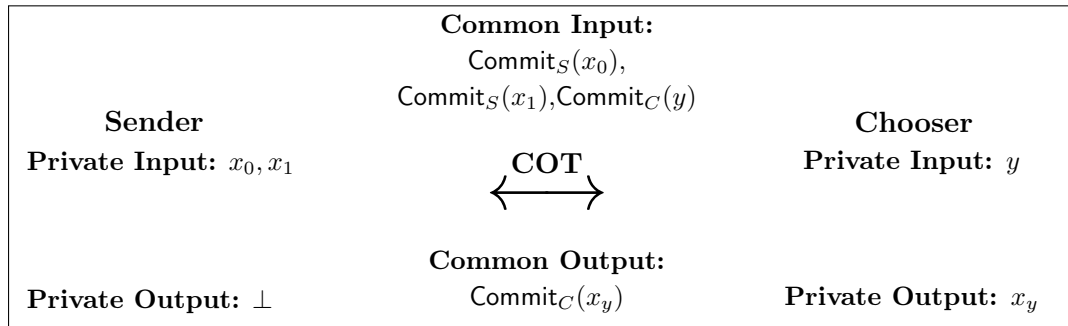 Common Input:
Commit_S(x_0),
Commit_S(x_1),Commit_C(y)
Sender
Chooser
Private Input: x_0, x_1
COT
Private Input: y
Common Output:
Private Output: ⊥
Commit_C(x_y)
Private Output: x_y